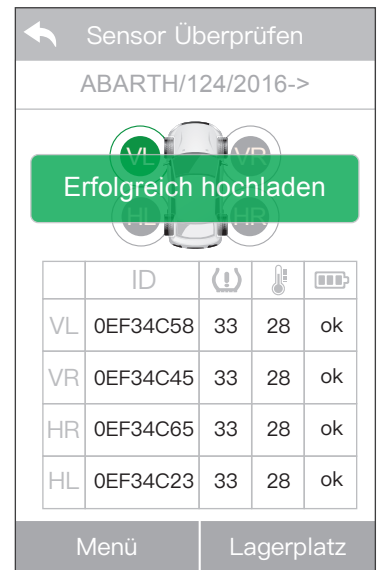 Sensor Überprüfen
ABARTH/124/2016->
VL VR
Erfolgreich hochladen
HL HR
ID
VL 0EF34C58 33 28 ok
VR 0EF34C45 33 28 ok
HR 0EF34C65 33 28 ok
HL 0EF34C23 33 28 ok
Menü Lagerplatz